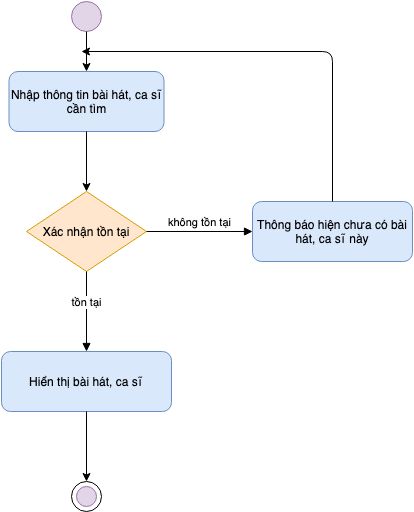 Nhập thông tin bài hát, ca sĩ
cần tìm
Xác nhận tồn tại
không tồn tại
Thông báo hiện chưa có bài
hát, ca sĩ này
tồn tại
Hiển thị bài hát, ca sĩ